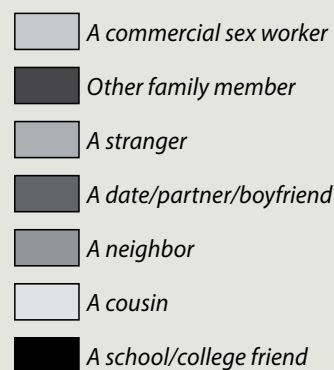 A commercial sex worker
Other family member
A stranger
A date/partner/boyfriend
A neighbor
A cousin
A school/college friend